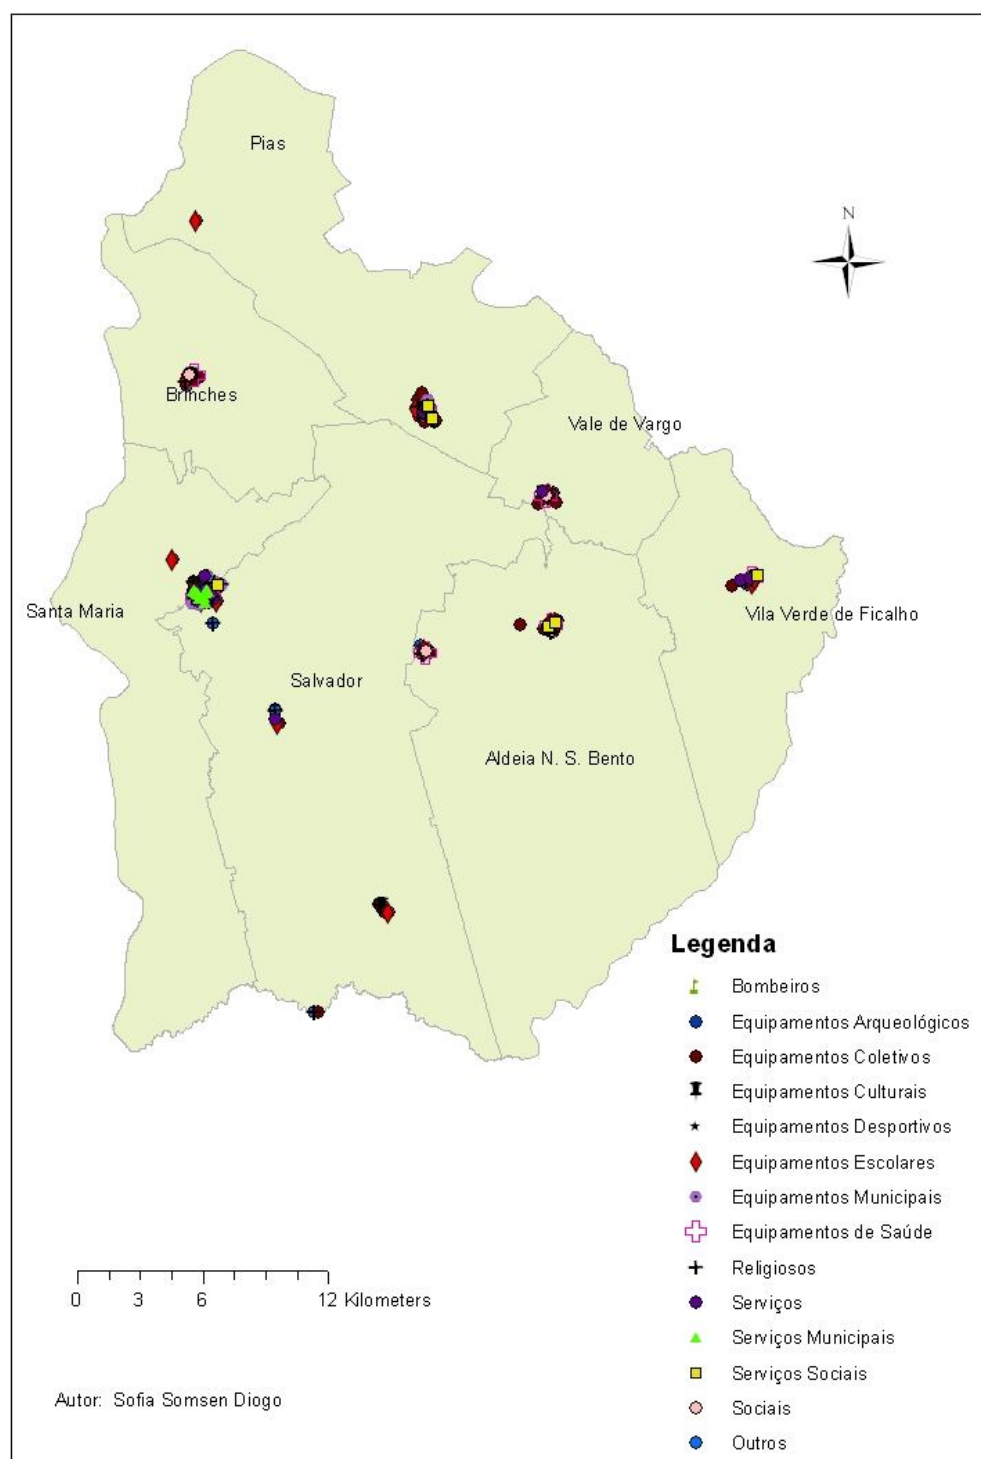 Pias
N
Brinches
Vale de Vargo
Santa Maria
Vila Verde de Ficalho
Salvador
Aldeia N. S. Bento
Legenda
Bombeiros
Equipamentos Arqueológicos
Equipamentos Coletivos
Equipamentos Culturais
Equipamentos Desportivos
Equipamentos Escolares
Equipamentos Municipais
Equipamentos de Saúde
Religiosos
Serviços
Serviços Municipais
Serviços Sociais
Sociais
Outros
0 3 6 12 Kilometers
Autor: Sofia Somsen Diogo